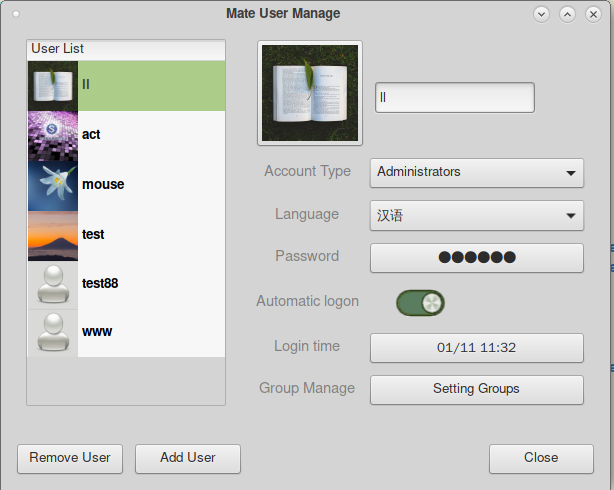 Mate User Manage
User List
ll
act
mouse
test
test88
www
ll
Account Type
Administrators
Language
汉语
Password
●●●●●●
Automatic logon
Login time
01/11 11:32
Group Manage
Setting Groups
Remove User
Add User
Close